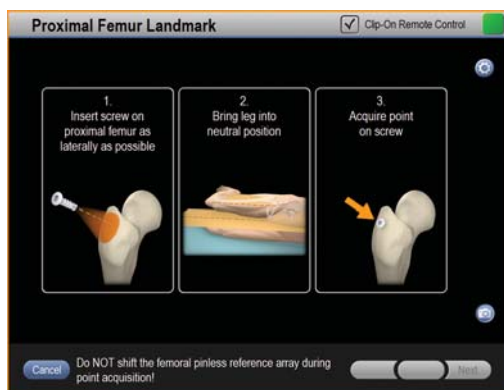 Proximal Femur Landmark
Clip-On Remote Control
1.
Insert screw on
proximal femur as
laterally as possible
2.
Bring leg into
neutral position
3.
Acquire point
on screw
Cancel
Do NOT shift the femoral pinless reference array during
point acquisition!
Next